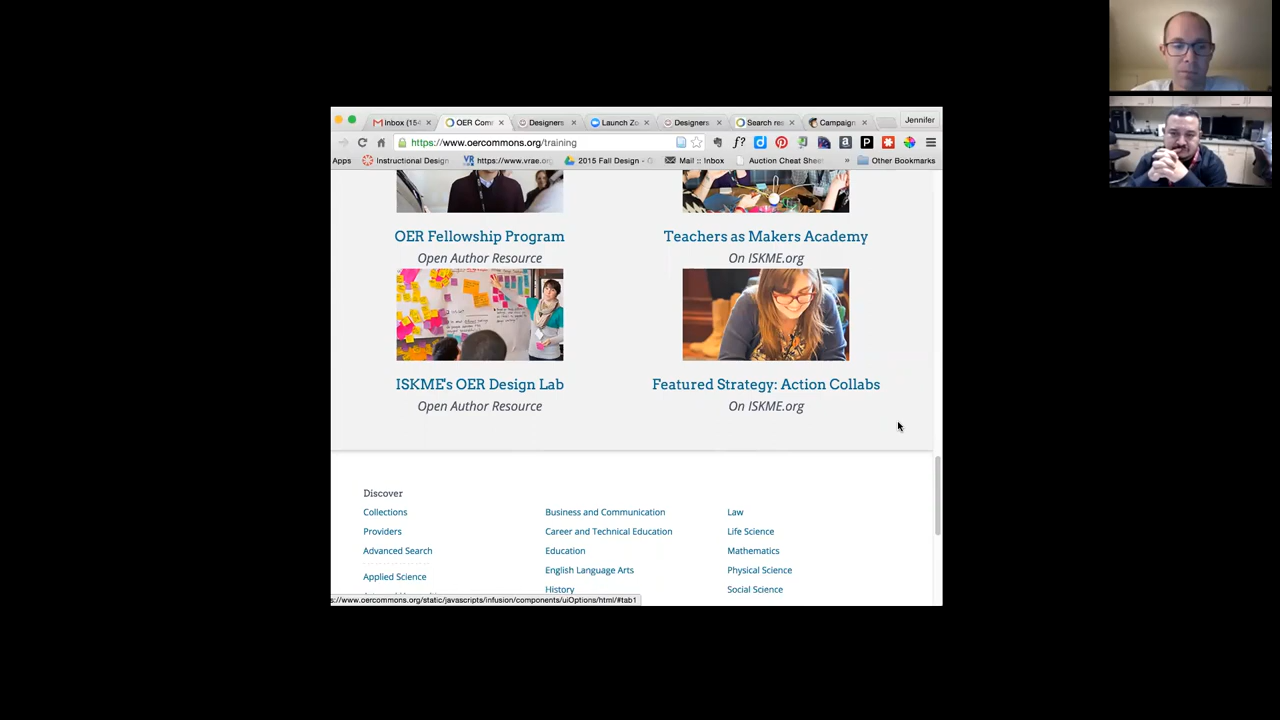 Inbox (15
OER Com
Designers
Launch Zo
Designers
Search res
Campaign
Jennifer
https://www.oercommons.org/training
Apps
Instructional Design
https://www.vrae.org
2015 Fall Design - G
Mail :: Inbox
Auction Cheat Shee
» Other Bookmarks
OER Fellowship Program
Teachers as Makers Academy
Open Author Resource
On ISKME.org
ISKME's OER Design Lab
Featured Strategy: Action Collabs
Open Author Resource
On ISKME.org
Discover
Collections
Business and Communication
Law
Providers
Career and Technical Education
Life Science
Advanced Search
Education
Mathematics
Applied Science
English Language Arts
Physical Science
History
Social Science
s://www.oercommons.org/static/javascripts/infusion/components/uiOptions/html/#tab1